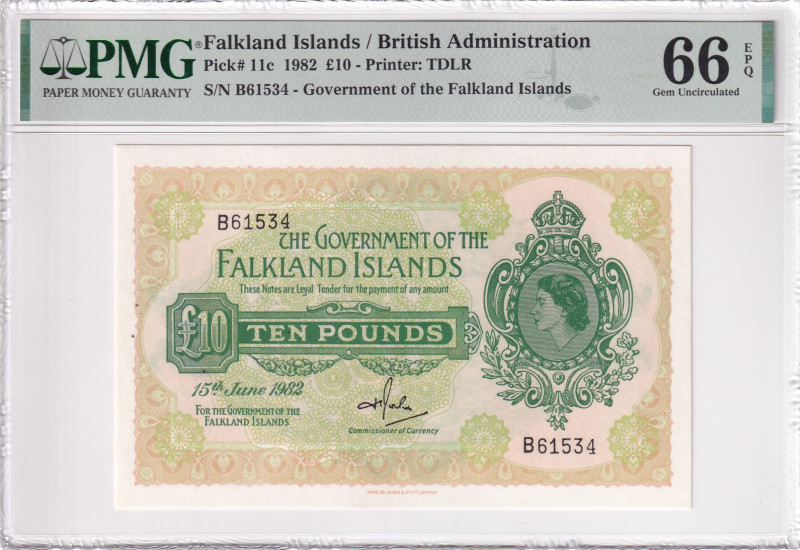 PMG®
PAPER MONEY GUARANTY
Falkland Islands / British Administration
Pick# 11c 1982 £10 - Printer: TDLR
S/N B61534 - Government of the Falkland Islands
66 EPQ
Gem Uncirculated
B61534
THE GOVERNMENT OF THE
FALKLAND ISLANDS
These Notes are Legal Tender for the payment of any amount
£10 TEN POUNDS
15th June 1982
FOR THE GOVERNMENT OF THE
FALKLAND ISLANDS
Commissioner of Currency
B61534